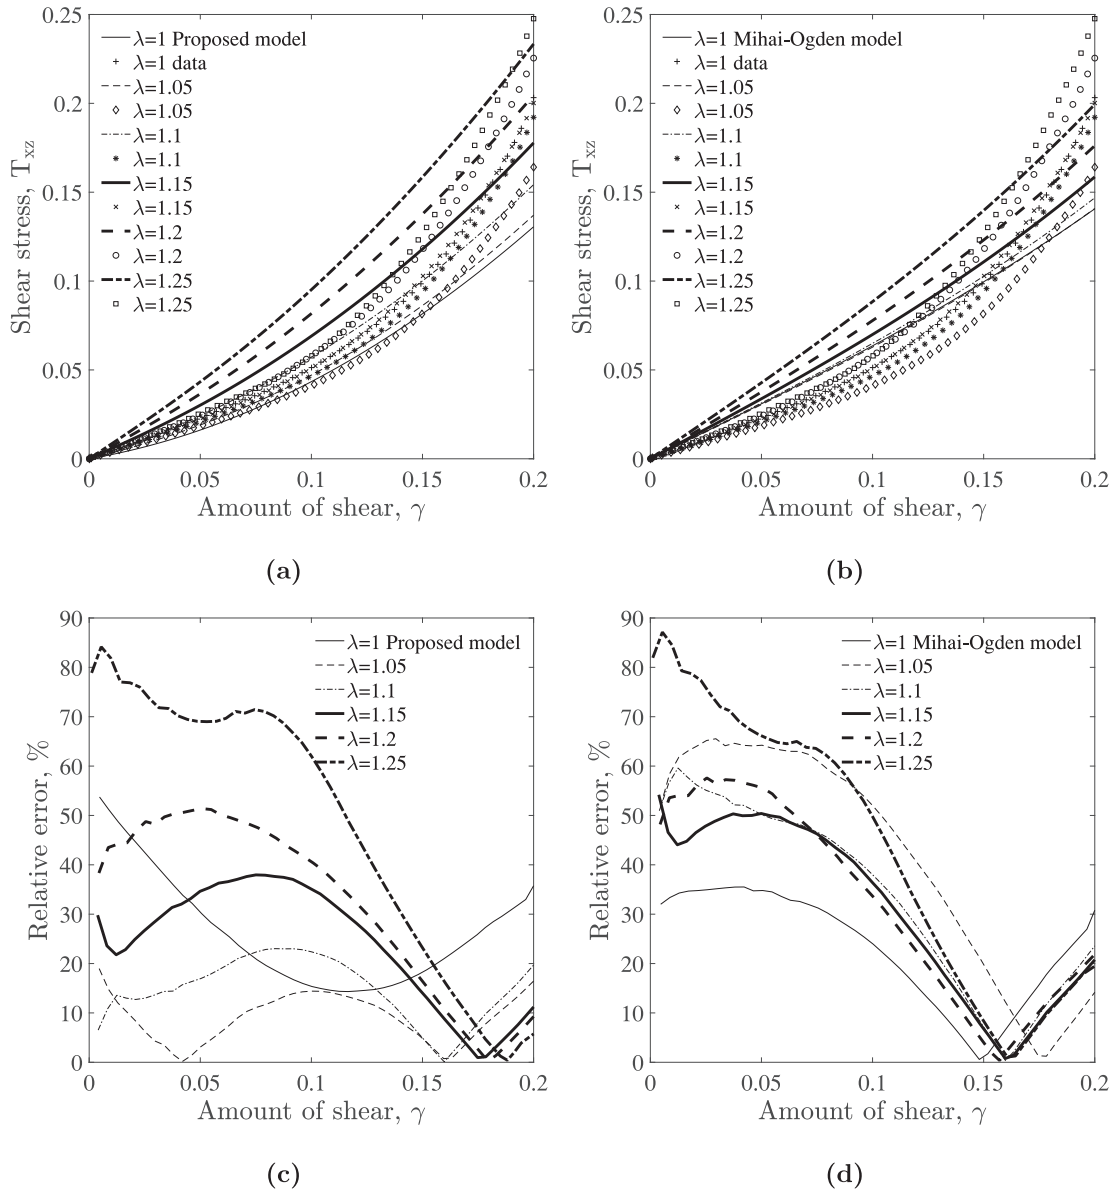 0.25
0.2
0.15
0.1
0.05
0
Shear stress, T_xz
λ=1 Proposed model
λ=1 data
λ=1.05
λ=1.05
λ=1.1
λ=1.1
λ=1.15
λ=1.15
λ=1.2
λ=1.2
λ=1.25
λ=1.25
0 0.05 0.1 0.15 0.2
Amount of shear, γ
(a)
0.25
0.2
0.15
0.1
0.05
0
Shear stress, T_xz
λ=1 Mihai-Ogden model
λ=1 data
λ=1.05
λ=1.05
λ=1.1
λ=1.1
λ=1.15
λ=1.15
λ=1.2
λ=1.2
λ=1.25
λ=1.25
0 0.05 0.1 0.15 0.2
Amount of shear, γ
(b)
90
80
70
60
50
40
30
20
10
0
Relative error, %
λ=1 Proposed model
λ=1.05
λ=1.1
λ=1.15
λ=1.2
λ=1.25
0 0.05 0.1 0.15 0.2
Amount of shear, γ
(c)
90
80
70
60
50
40
30
20
10
0
Relative error, %
λ=1 Mihai-Ogden model
λ=1.05
λ=1.1
λ=1.15
λ=1.2
λ=1.25
0 0.05 0.1 0.15 0.2
Amount of shear, γ
(d)